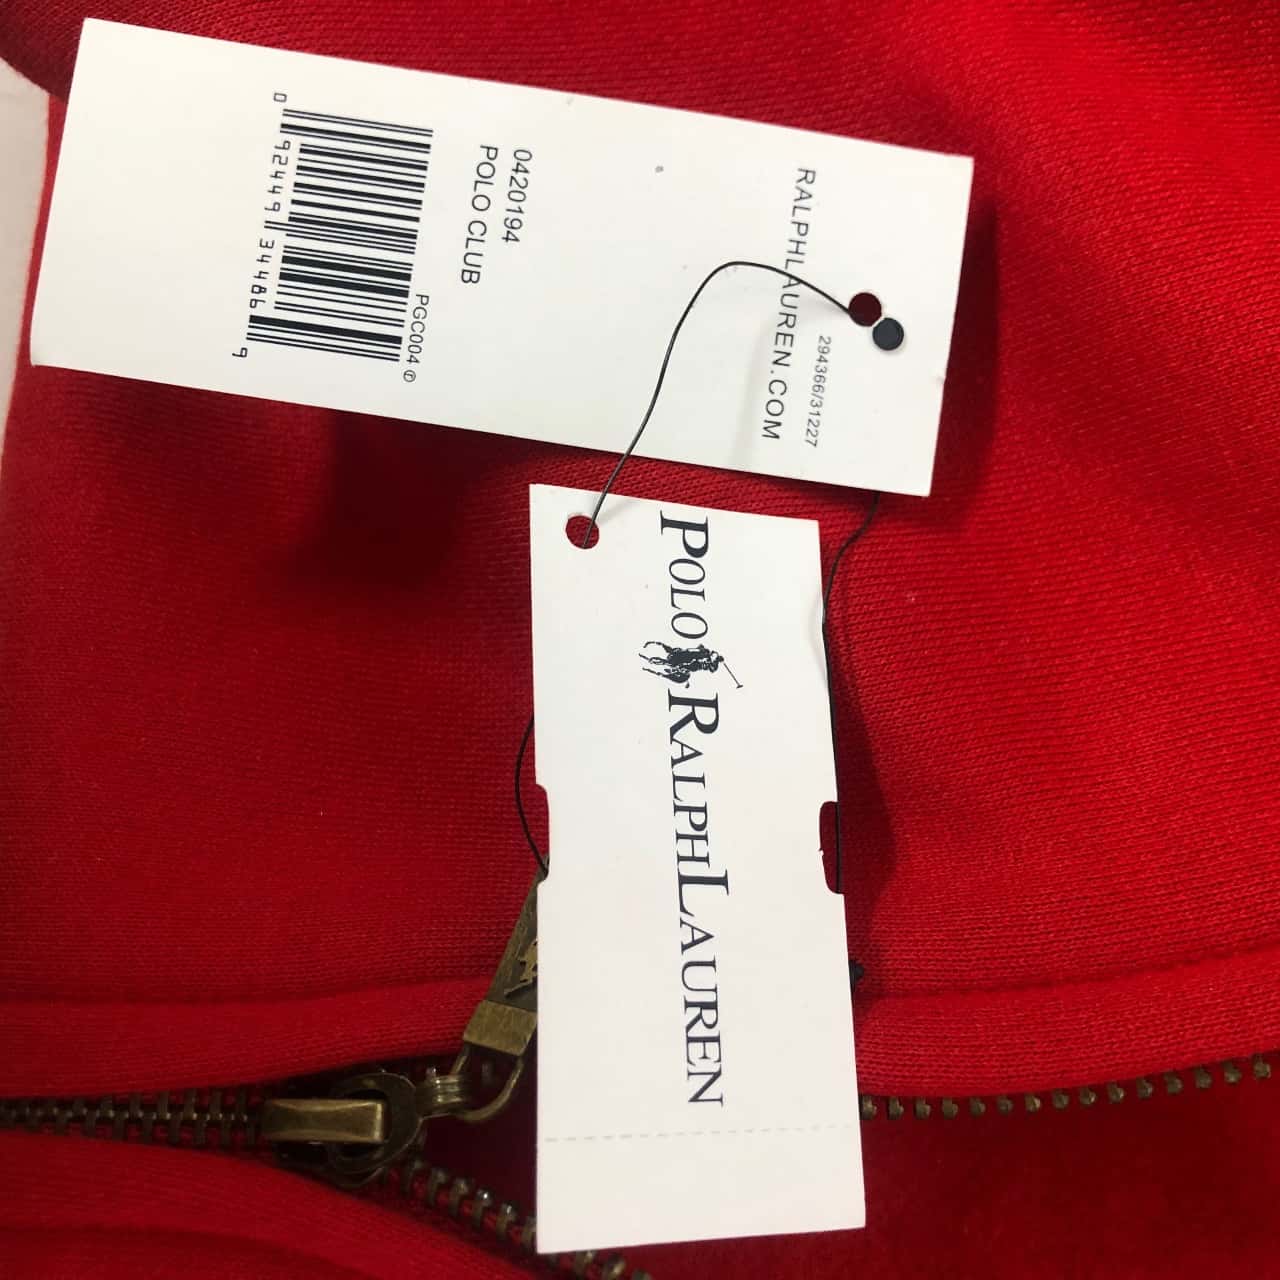 294366/31227
RALPHLAUREN.COM
0420194
POLO CLUB
PGC004 ®
0 92449 34486 9
POLO RALPH LAUREN